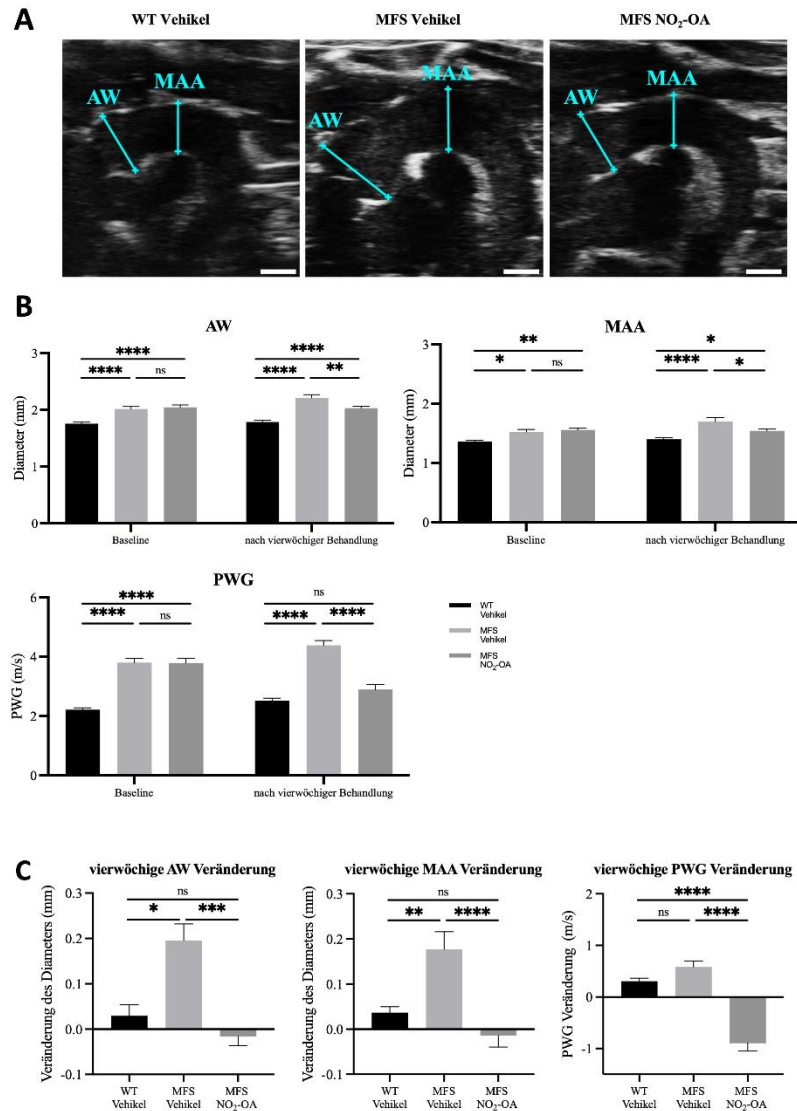 A
WT Vehikel
MFS Vehikel
MFS NO₂-OA
AW
MAA
AW
MAA
AW
MAA
B
AW
Diameter (mm)
3
2
1
0
****
****
ns
****
****
**
Baseline
nach vierwöchiger Behandlung
MAA
Diameter (mm)
3
2
1
0
**
*
ns
*
****
*
Baseline
nach vierwöchiger Behandlung
PWG
PWG (m/s)
6
4
2
0
****
****
ns
ns
****
****
Baseline
nach vierwöchiger Behandlung
WT
Vehikel
MFS
Vehikel
MFS
NO₂-OA
C
vierwöchige AW Veränderung
Veränderung des Diameters (mm)
0.3
0.2
0.1
0.0
-0.1
ns
*
***
WT
Vehikel
MFS
Vehikel
MFS
NO₂-OA
vierwöchige MAA Veränderung
Veränderung des Diameters (mm)
0.3
0.2
0.1
0.0
-0.1
ns
**
****
WT
Vehikel
MFS
Vehikel
MFS
NO₂-OA
vierwöchige PWG Veränderung
PWG Veränderung (m/s)
2
1
0
-1
****
ns
****
WT
Vehikel
MFS
Vehikel
MFS
NO₂-OA